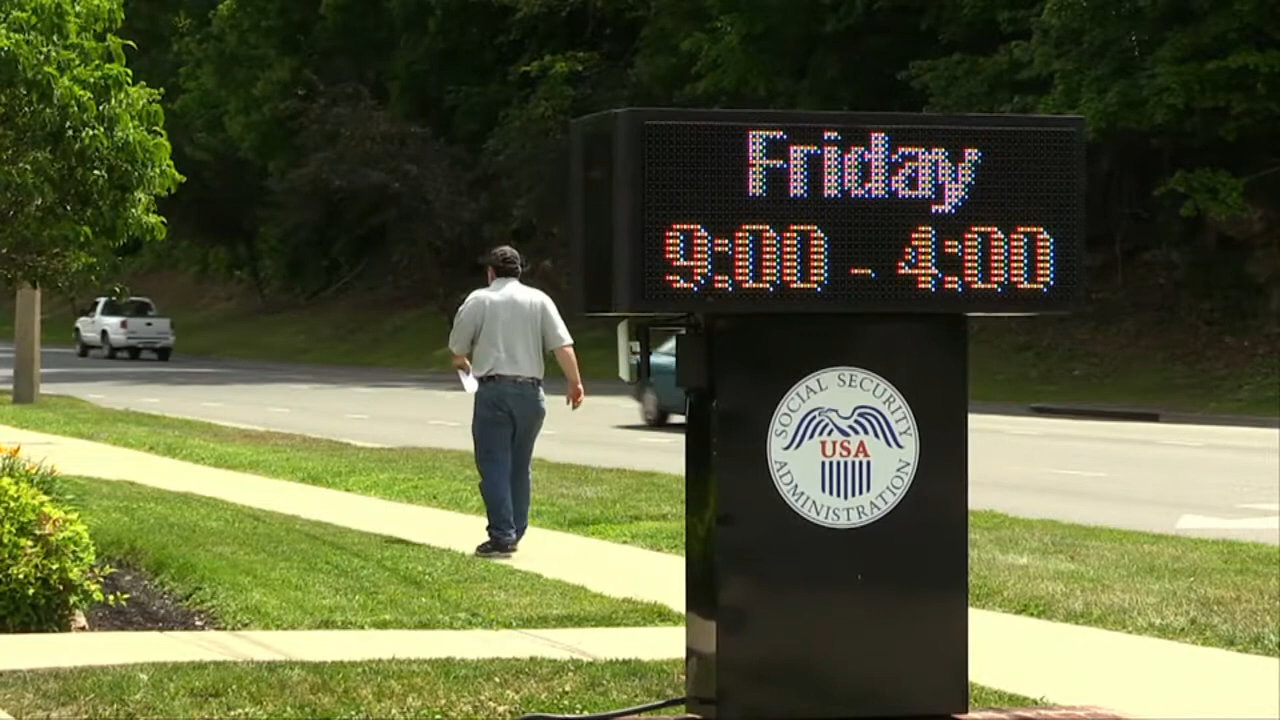 Friday
9:00 - 4:00
SOCIAL SECURITY
USA
ADMINISTRATION